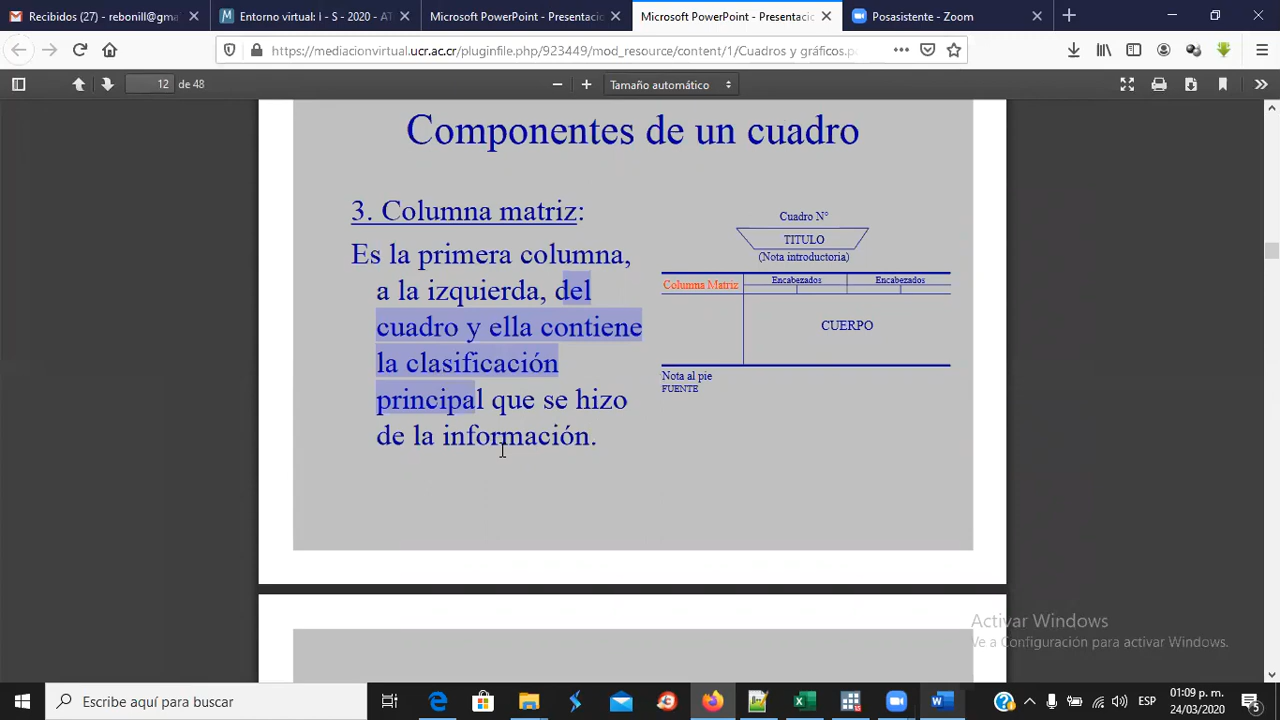 Recibidos (27) - rebonill@gma
Entorno virtual: I - S - 2020 - A
Microsoft PowerPoint - Presentacio
Microsoft PowerPoint - Presentacio
Posasistente - Zoom
https://mediacionvirtual.ucr.ac.cr/pluginfile.php/923449/mod_resource/content/1/Cuadros y gráficos.p
12 de 48
Tamaño automático
Componentes de un cuadro
3. Columna matriz:
Es la primera columna,
a la izquierda, del
cuadro y ella contiene
la clasificación
principal que se hizo
de la información.
Cuadro N°
TITULO
(Nota introductoria)
Columna Matriz
Encabezados
Encabezados
CUERPO
Nota al pie
FUENTE
Activar Windows
Ve a Configuración para activar Windows.
Escribe aquí para buscar
ESP
01:09 p. m.
24/03/2020
5